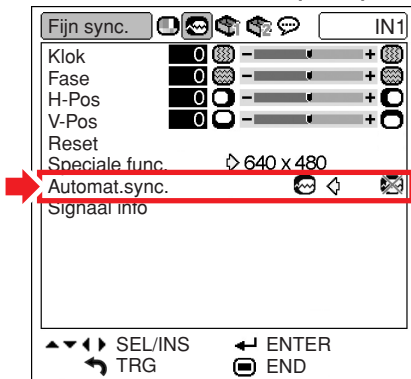 Fijn sync. IN1
Klok 0 - +
Fase 0 - +
H-Pos 0 - +
V-Pos 0 - +
Reset
Speciale func. 640 x 480
Automat.sync.
Signaal info
SEL/INS ENTER
TRG END